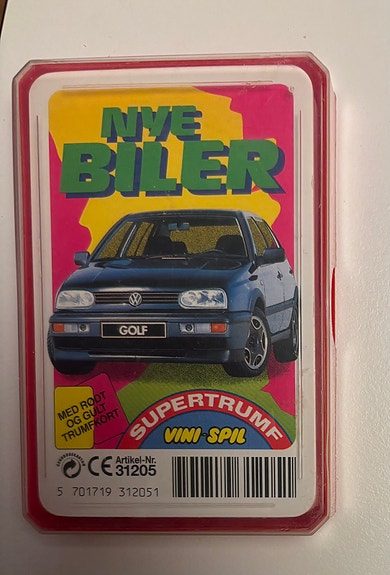 NYE
BILER
GOLF
MED RØDT
OG GULT
TRUMFKORT
SUPERTRUMF
VINI-SPIL
CE
Artikel-Nr.
31205
5 701719 312051